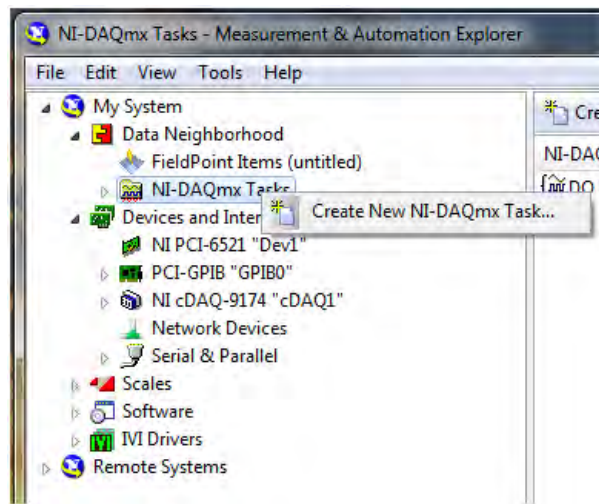 NI-DAQmx Tasks - Measurement & Automation Explorer
File Edit View Tools Help
My System
Data Neighborhood
FieldPoint Items (untitled)
NI-DAQmx Tasks
Create New NI-DAQmx Task...
Devices and Inter
NI PCI-6521 "Dev1"
PCI-GPIB "GPIB0"
NI cDAQ-9174 "cDAQ1"
Network Devices
Serial & Parallel
Scales
Software
IVI Drivers
Remote Systems
Cre
NI-DAQ
DO